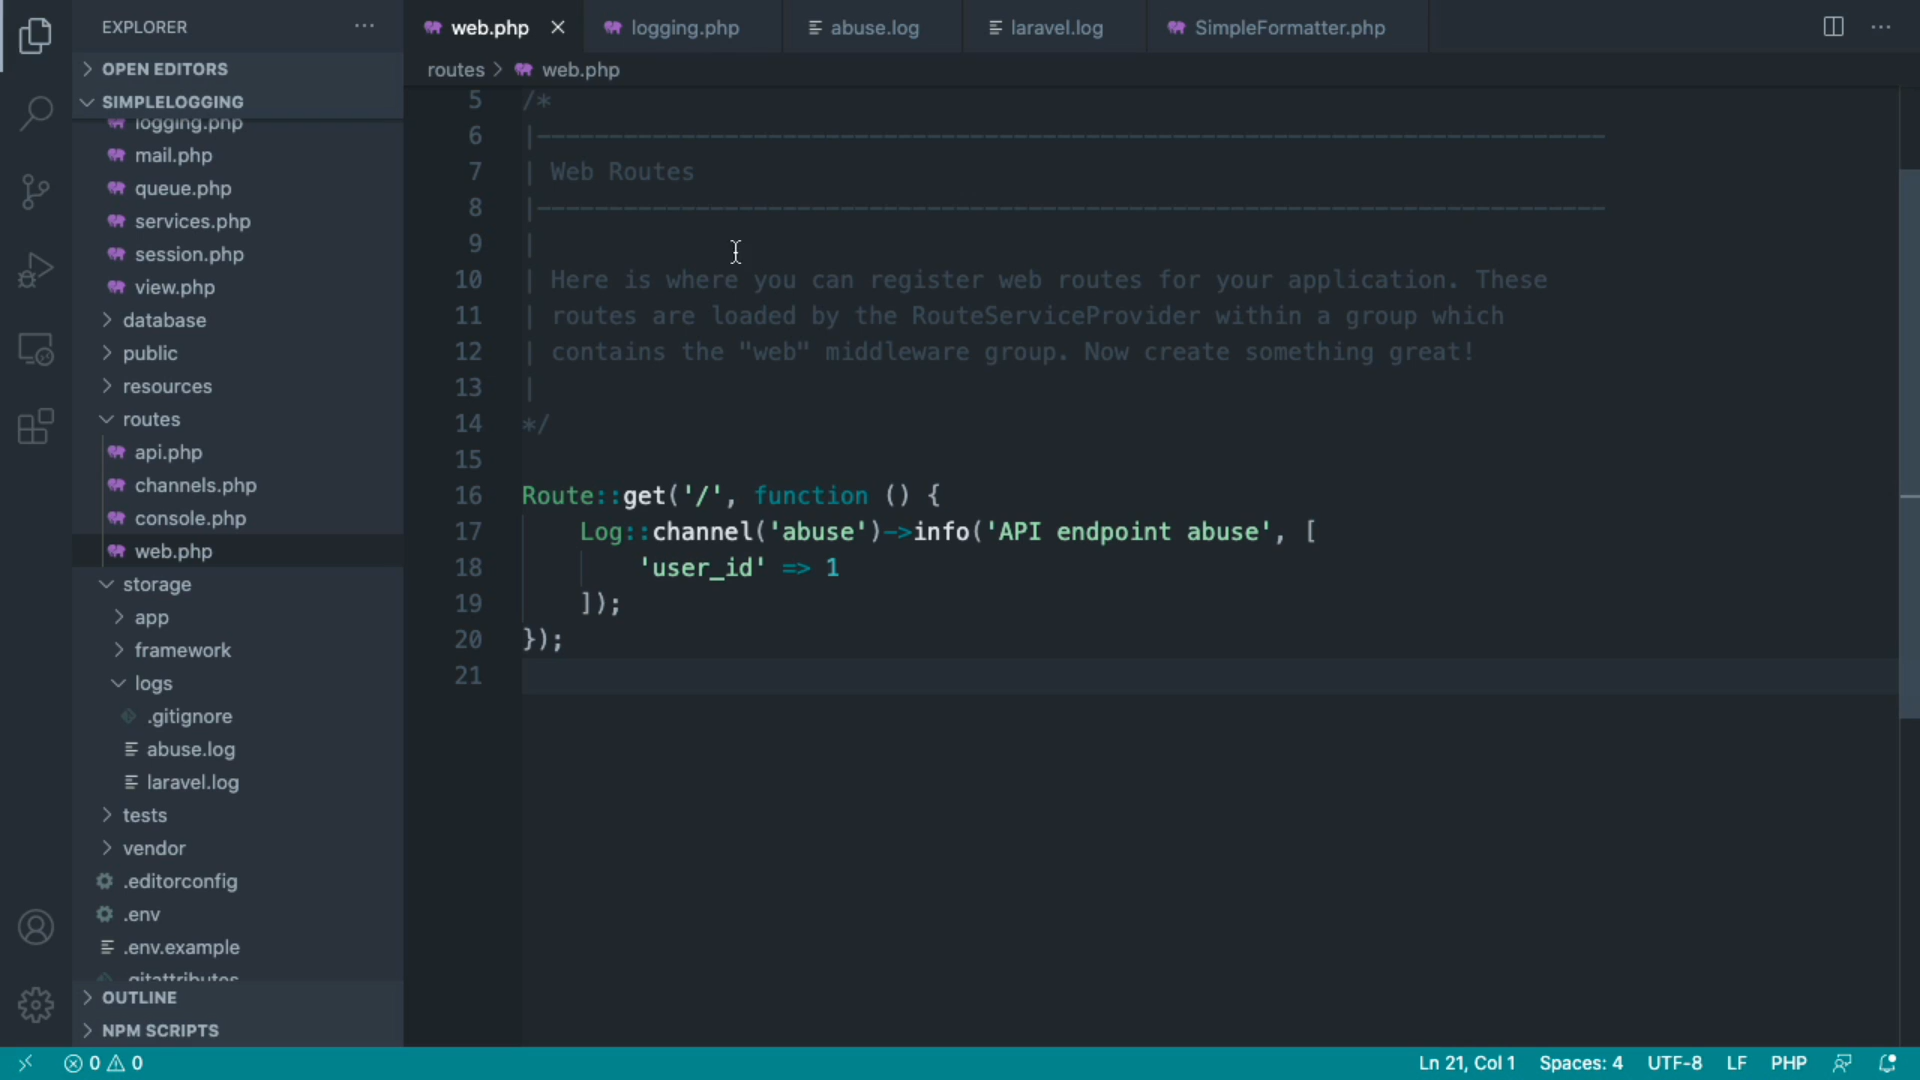 EXPLORER
OPEN EDITORS
SIMPLELOGGING
logging.php
mail.php
queue.php
services.php
session.php
view.php
database
public
resources
routes
api.php
channels.php
console.php
web.php
storage
app
framework
logs
.gitignore
abuse.log
laravel.log
tests
vendor
.editorconfig
.env
.env.example
.gitattributes
OUTLINE
NPM SCRIPTS
web.php logging.php abuse.log laravel.log SimpleFormatter.php
routes > web.php
5 /*
6 |--------------------------------------------------------------------------
7 | Web Routes
8 |--------------------------------------------------------------------------
9 |
10 | Here is where you can register web routes for your application. These
11 | routes are loaded by the RouteServiceProvider within a group which
12 | contains the "web" middleware group. Now create something great!
13 |
14 */
15
16 Route::get('/', function () {
17 Log::channel('abuse')->info('API endpoint abuse', [
18 'user_id' => 1
19 ]);
20 });
21
0 0 Ln 21, Col 1 Spaces: 4 UTF-8 LF PHP